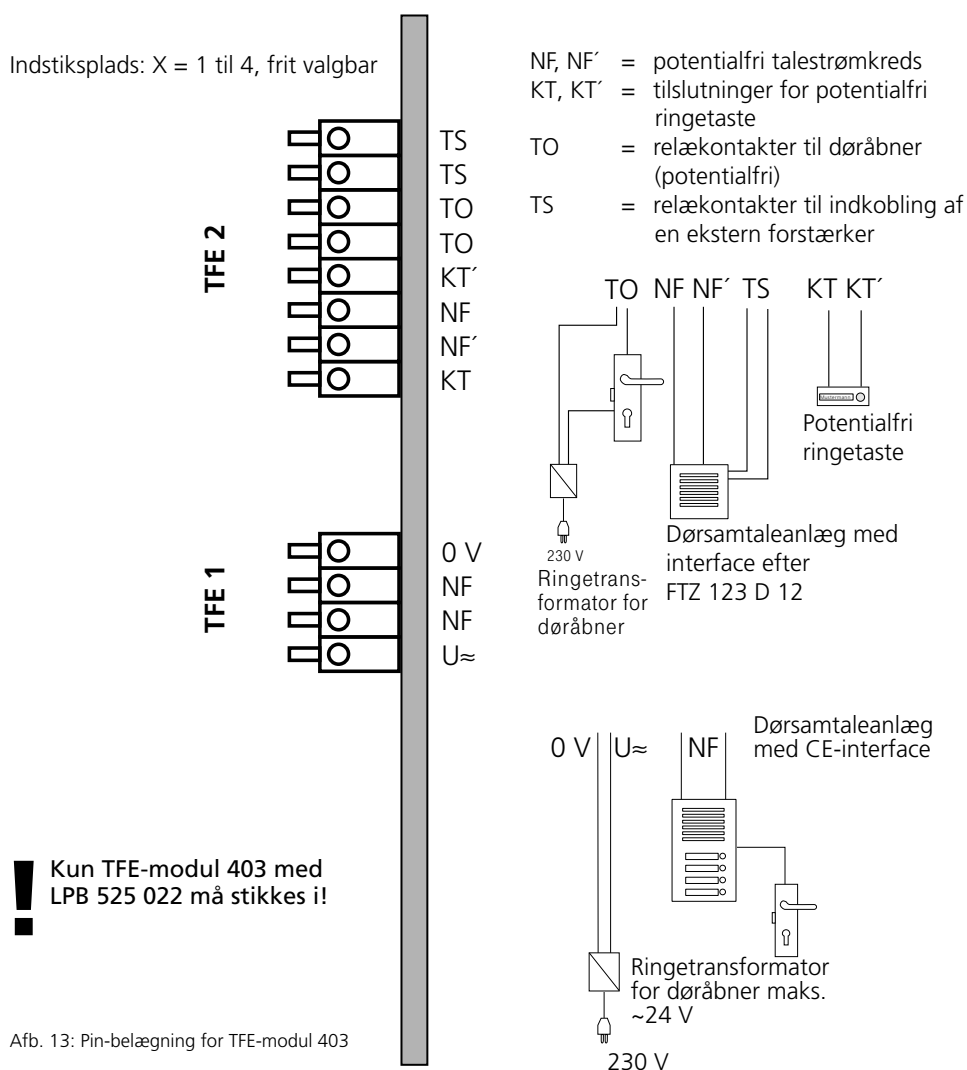 Indstiksplads: X = 1 til 4, frit valgbar
TFE 2
TS
TS
TO
TO
KT´
NF
NF´
KT
TFE 1
0 V
NF
NF
U≈
NF, NF´ = potentialfri talestrømkreds
KT, KT´ = tilslutninger for potentialfri
ringetaste
TO = relækontakter til døråbner
(potentialfri)
TS = relækontakter til indkobling af
en ekstern forstærker
TO NF NF´ TS KT KT´
Mustermann
Potentialfri
ringetaste
230 V
Ringetrans-
formator for
døråbner
Dørsamtaleanlæg med
interface efter
FTZ 123 D 12
0 V U≈ NF
Dørsamtaleanlæg
med CE-interface
Ringetransformator
for døråbner maks.
~24 V
230 V
! Kun TFE-modul 403 med
LPB 525 022 må stikkes i!
Afb. 13: Pin-belægning for TFE-modul 403